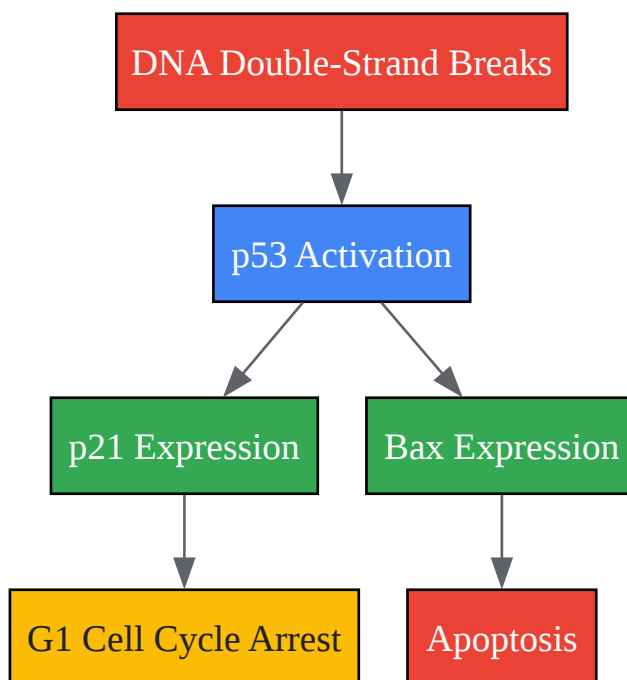 DNA Double-Strand Breaks
p53 Activation
p21 Expression
Bax Expression
G1 Cell Cycle Arrest
Apoptosis